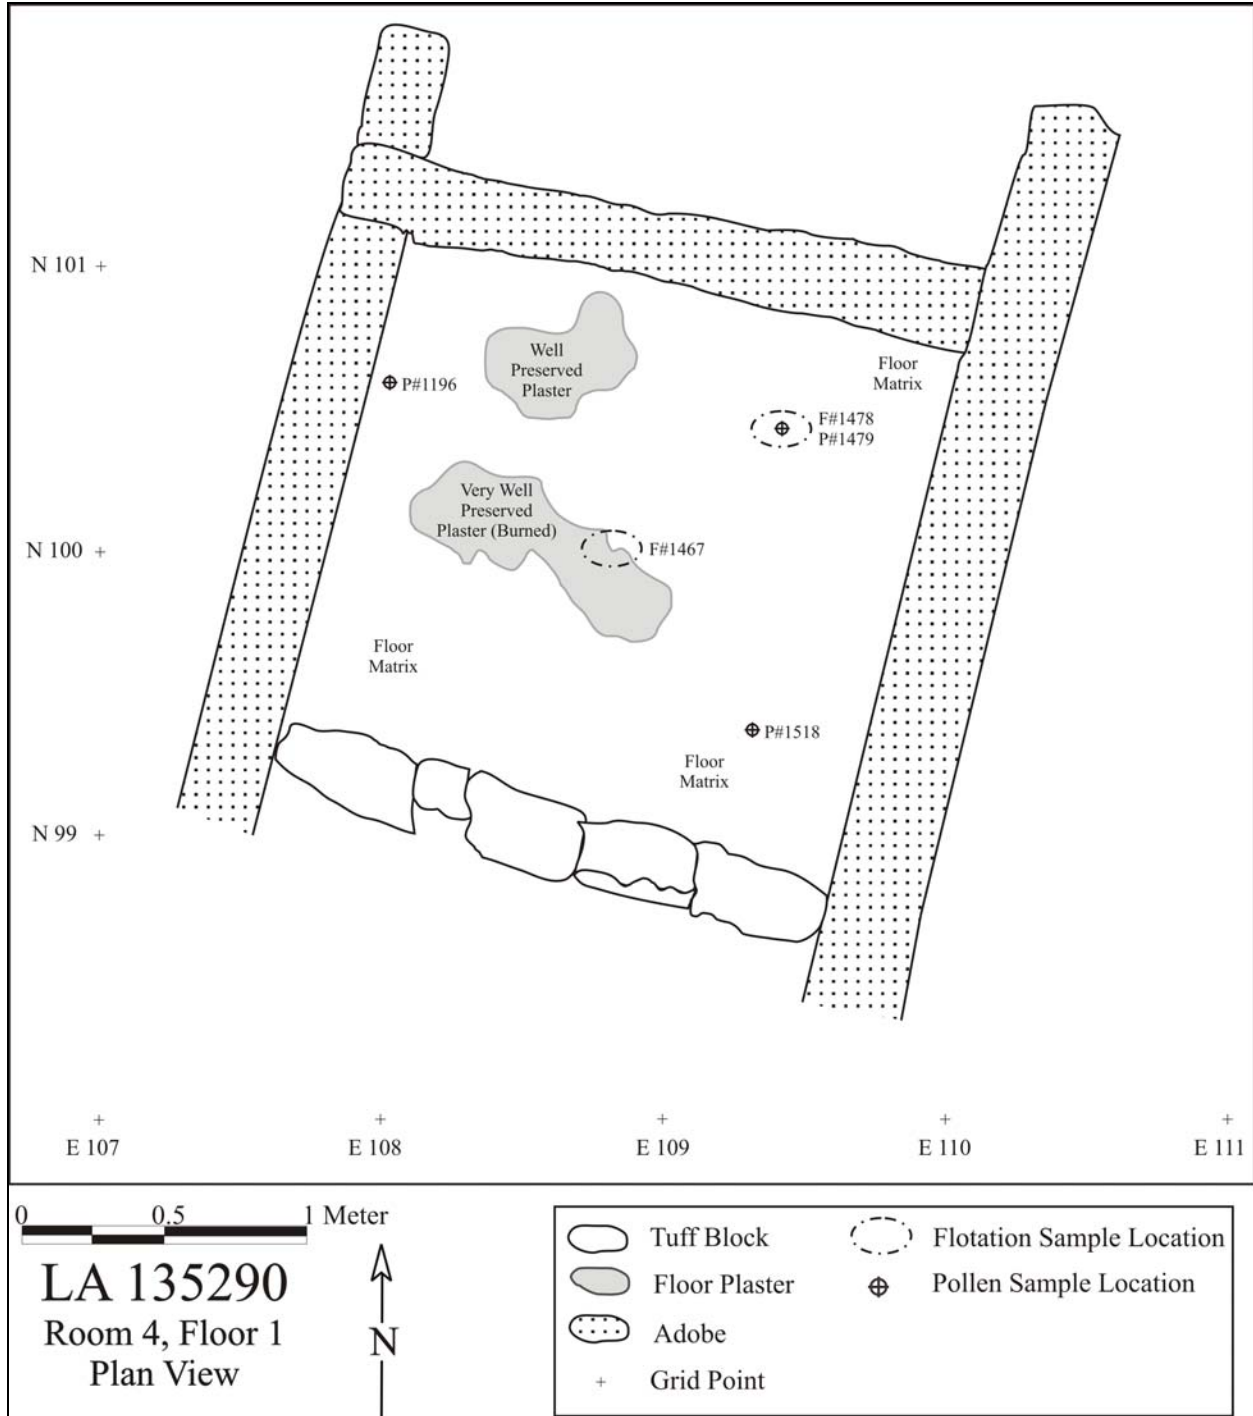 N 101
Well
Preserved
Plaster
Floor
Matrix
P#1196
F#1478
P#1479
Very Well
Preserved
Plaster (Burned)
N 100
F#1467
Floor
Matrix
P#1518
Floor
Matrix
N 99
E 107
E 108
E 109
E 110
E 111
0 0.5 1 Meter
LA 135290
Room 4, Floor 1
Plan View
N
Tuff Block
Floor Plaster
Adobe
Grid Point
Flotation Sample Location
Pollen Sample Location